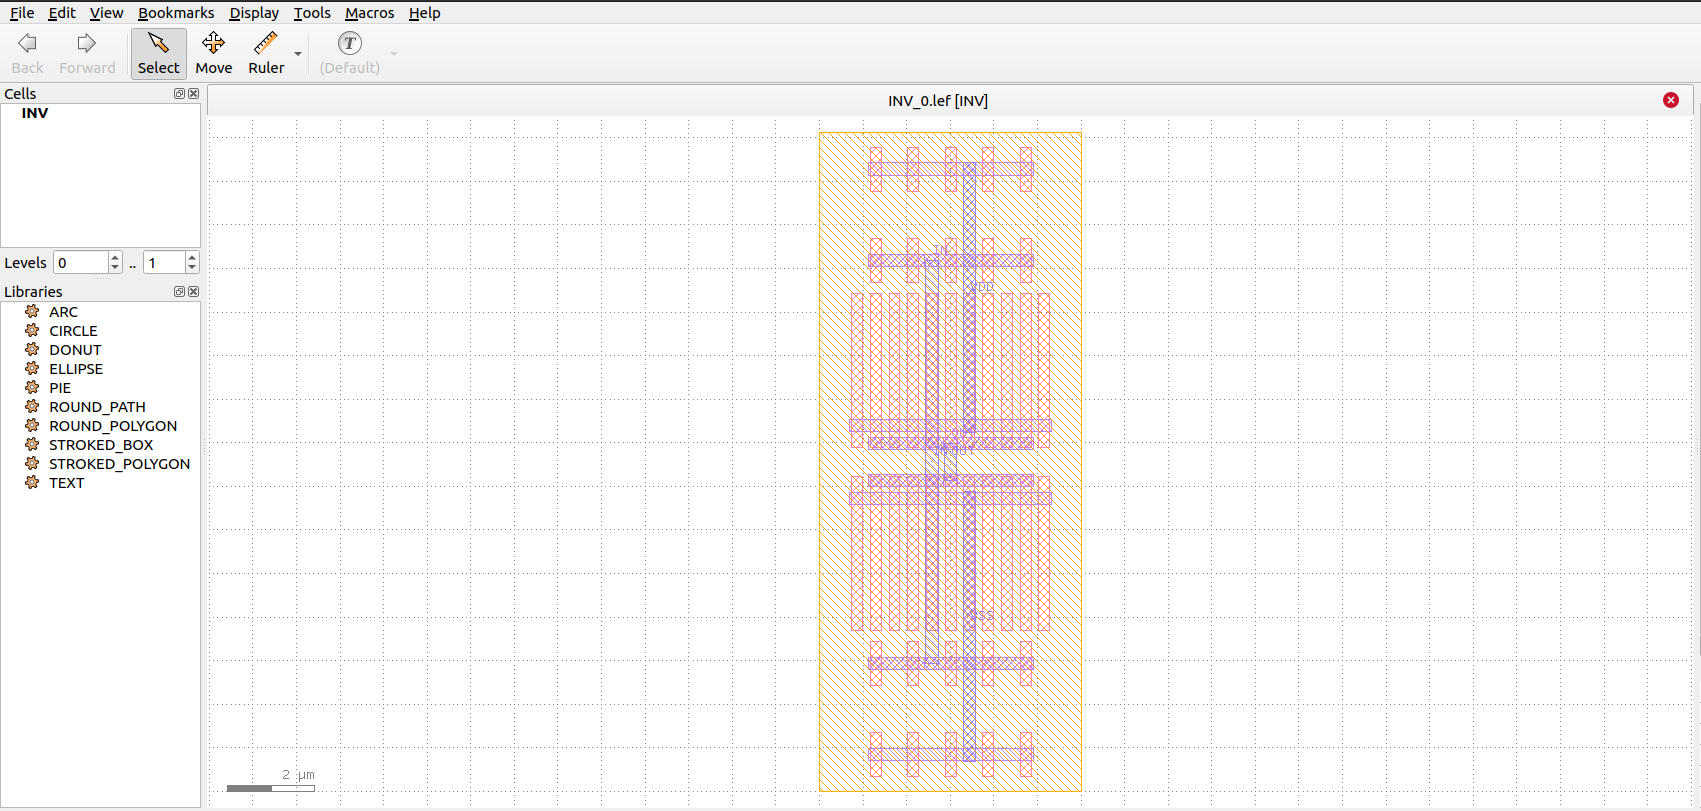 File Edit View Bookmarks Display Tools Macros Help
Back Forward Select Move Ruler T (Default)
Cells
INV
Levels 0 .. 1
Libraries
ARC
CIRCLE
DONUT
ELLIPSE
PIE
ROUND_PATH
ROUND_POLYGON
STROKED_BOX
STROKED_POLYGON
TEXT
INV_0.lef [INV]
IN
VDD
OUT
VSS
2 µm